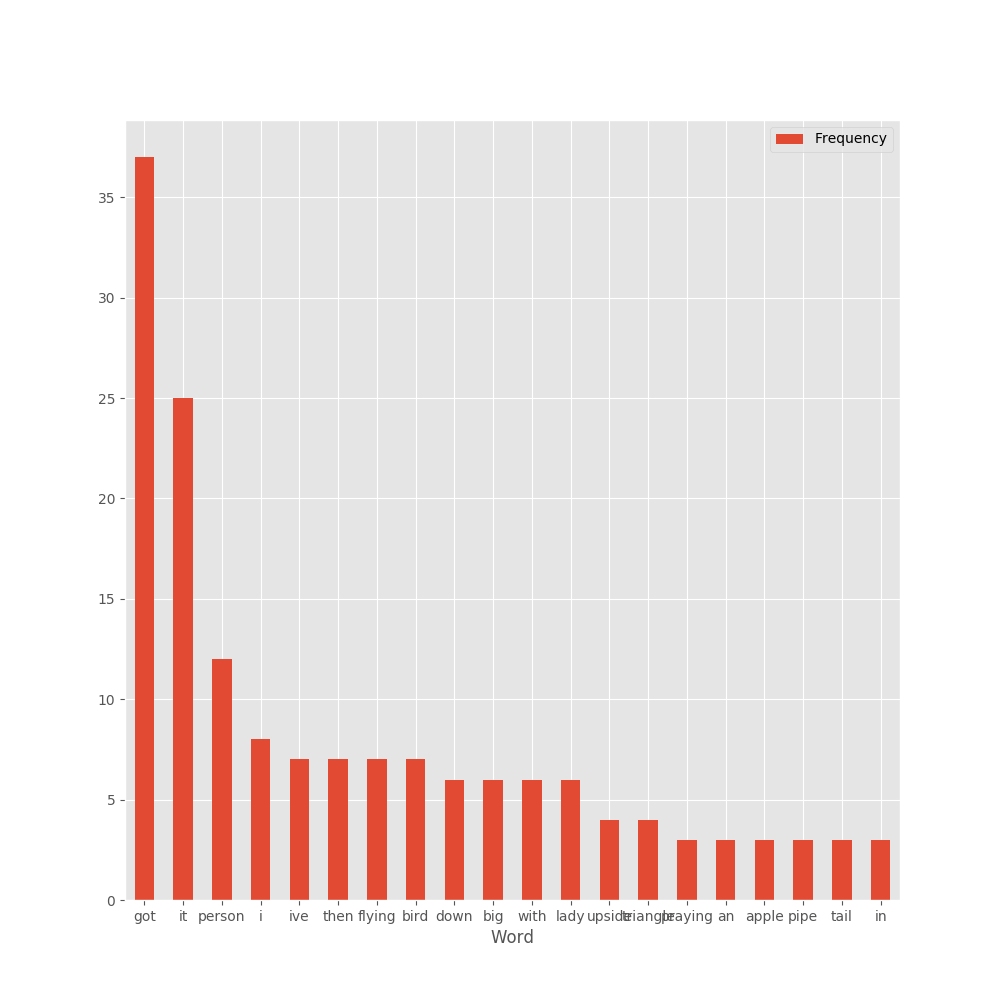 Frequency
35
30
25
20
15
10
5
0
got it person i ive then flying bird down big with lady upside triangle praying an apple pipe tail in
Word